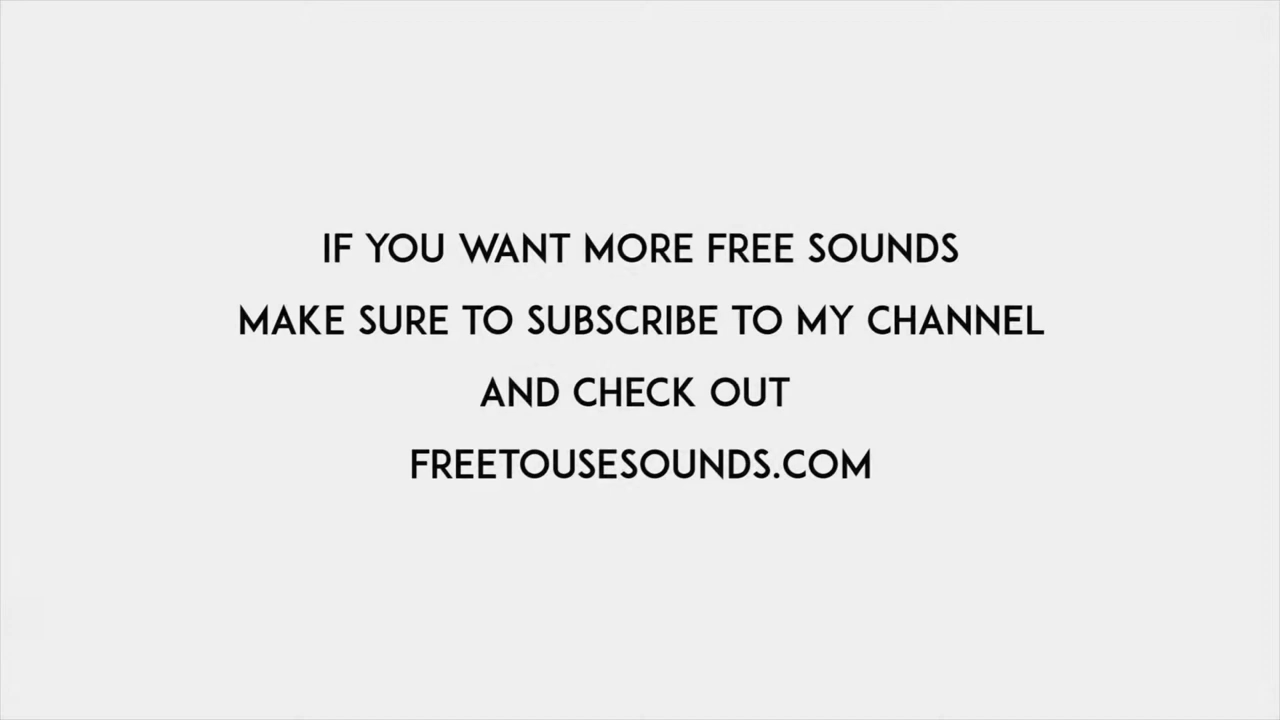 IF YOU WANT MORE FREE SOUNDS
MAKE SURE TO SUBSCRIBE TO MY CHANNEL
AND CHECK OUT
FREETOUSESOUNDS.COM